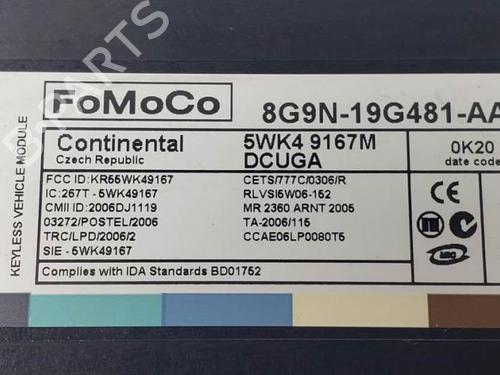 FoMoCo
8G9N-19G481-AA
KEYLESS VEHICLE MODULE
Continental
Czech Republic
5WK4 9167M
DCUGA
0K20
date code
FCC ID:KR55WK49167
IC:267T - 5WK49167
CMII ID:2006DJ1119
03272/POSTEL/2006
TRC/LPD/2006/2
SIE - 5WK49167
CETS/777C/0306/R
RLVSI5W06-152
MR 2360 ARNT 2005
TA-2006/115
CCAE06LP0080T5
CE
Complies with IDA Standards BD01752
PARTS